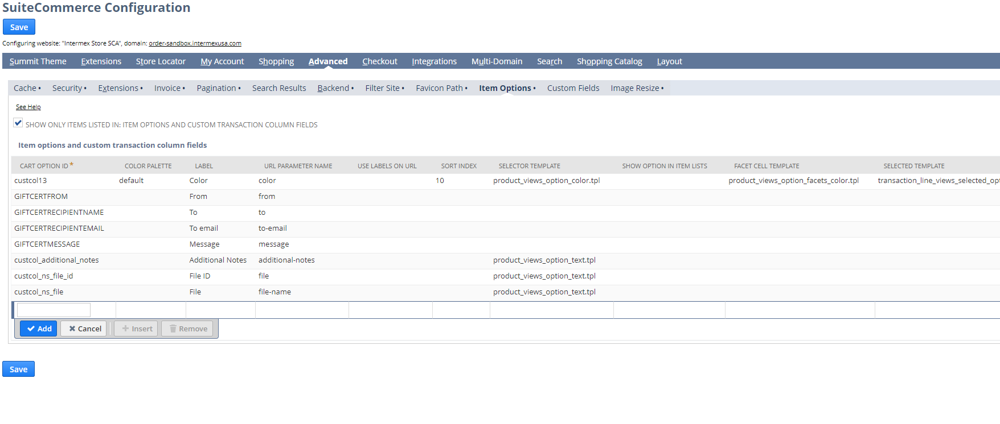 SuiteCommerce Configuration
Save
Configuring website: "Intermex Store SCA", domain: order-sandbox.intermexusa.com
Summit Theme Extensions Store Locator My Account Shopping Advanced Checkout Integrations Multi-Domain Search Shopping Catalog Layout
Cache • Security • Extensions • Invoice • Pagination • Search Results Backend • Filter Site • Favicon Path • Item Options • Custom Fields Image Resize •
See Help
SHOW ONLY ITEMS LISTED IN: ITEM OPTIONS AND CUSTOM TRANSACTION COLUMN FIELDS
Item options and custom transaction column fields
CART OPTION ID * COLOR PALETTE LABEL URL PARAMETER NAME USE LABELS ON URL SORT INDEX SELECTOR TEMPLATE SHOW OPTION IN ITEM LISTS FACET CELL TEMPLATE SELECTED TEMPLATE
custcol13 default Color color 10 product_views_option_color.tpl product_views_option_facets_color.tpl transaction_line_views_selected_opt
GIFTCERTFROM From from
GIFTCERTRECIPIENTNAME To to
GIFTCERTRECIPIENTEMAIL To email to-email
GIFTCERTMESSAGE Message message
custcol_additional_notes Additional Notes additional-notes product_views_option_text.tpl
custcol_ns_file_id File ID file product_views_option_text.tpl
custcol_ns_file File file-name product_views_option_text.tpl
Add Cancel Insert Remove
Save